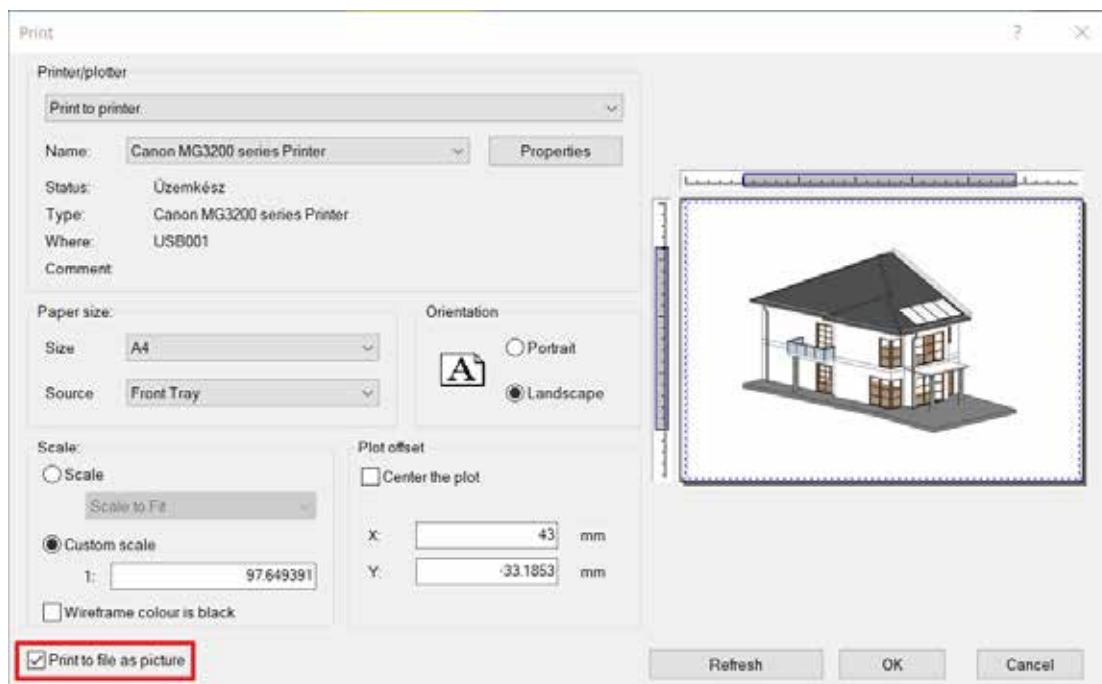 Print
Printer/plotter
Print to printer
Name: Canon MG3200 series Printer Properties
Status: Üzemkész
Type: Canon MG3200 series Printer
Where: USB001
Comment
Paper size:
Size A4
Source Front Tray
Orientation
A
Portrait
Landscape
Scale:
Scale
Scale to Fit
Custom scale
1: 97.649391
Wireframe colour is black
Plot offset
Center the plot
X: 43 mm
Y: -33.1853 mm
Print to file as picture
Refresh OK Cancel